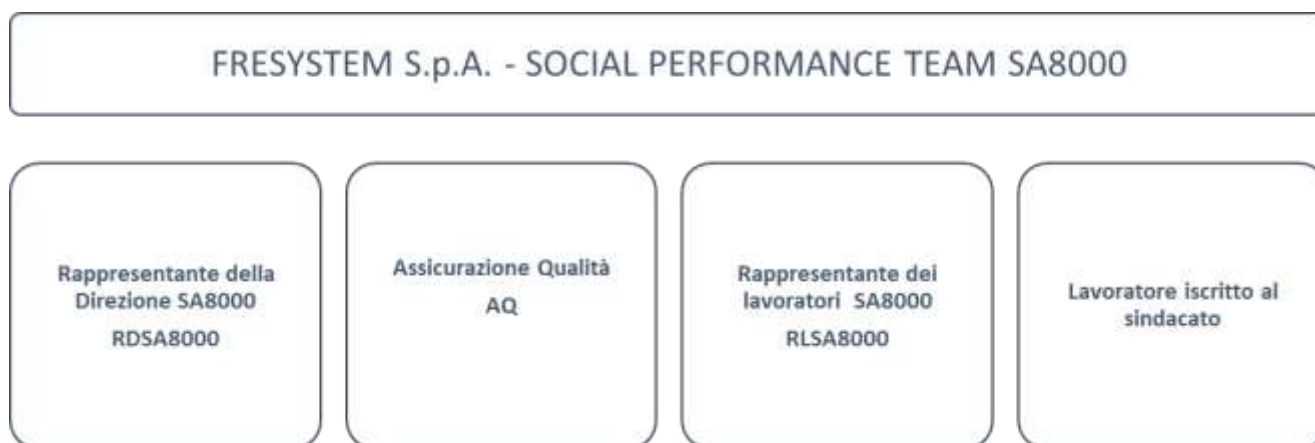 FRESYSTEM S.p.A. - SOCIAL PERFORMANCE TEAM SA8000
Rappresentante della
Direzione SA8000
RDSA8000
Assicurazione Qualità
AQ
Rappresentante dei
lavoratori SA8000
RLSA8000
Lavoratore iscritto al
sindacato